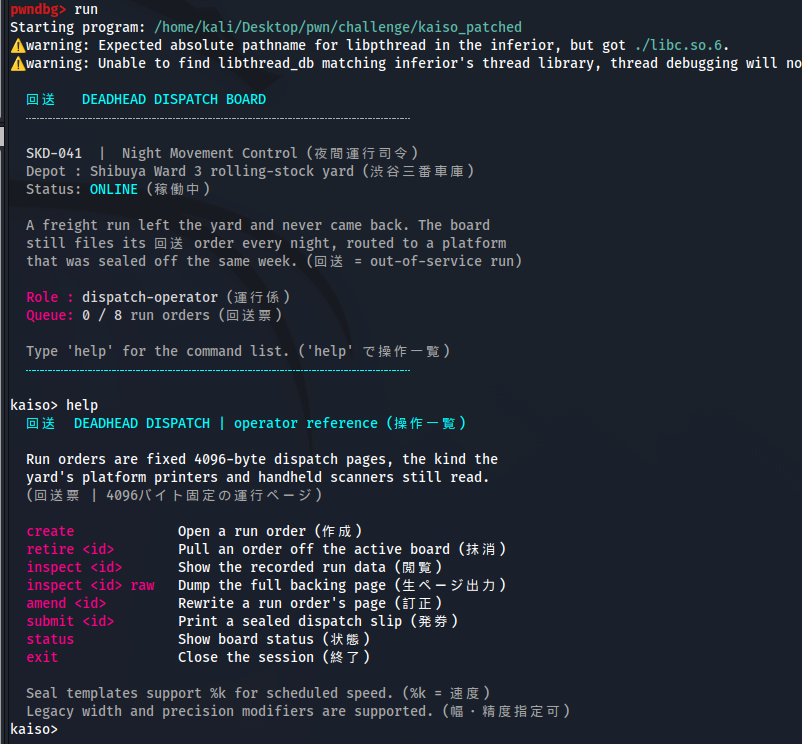 pwndbg> run
Starting program: /home/kali/Desktop/pwn/challenge/kaiso_patched
⚠️warning: Expected absolute pathname for libpthread in the inferior, but got ./libc.so.6.
⚠️warning: Unable to find libthread_db matching inferior's thread library, thread debugging will no
回送 DEADHEAD DISPATCH BOARD
SKD-041 | Night Movement Control (夜間運行司令)
Depot : Shibuya Ward 3 rolling-stock yard (渋谷三番車庫)
Status: ONLINE (稼働中)
A freight run left the yard and never came back. The board
still files its 回送 order every night, routed to a platform
that was sealed off the same week. (回送 = out-of-service run)
Role : dispatch-operator (運行係)
Queue: 0 / 8 run orders (回送票)
Type 'help' for the command list. ('help' で操作一覧)
kaiso> help
回送 DEADHEAD DISPATCH | operator reference (操作一覧)
Run orders are fixed 4096-byte dispatch pages, the kind the
yard's platform printers and handheld scanners still read.
(回送票 | 4096バイト固定の運行ページ)
create Open a run order (作成)
retire <id> Pull an order off the active board (抹消)
inspect <id> Show the recorded run data (閲覧)
inspect <id> raw Dump the full backing page (生ページ出力)
amend <id> Rewrite a run order's page (訂正)
submit <id> Print a sealed dispatch slip (発券)
status Show board status (状態)
exit Close the session (終了)
Seal templates support %k for scheduled speed. (%k = 速度)
Legacy width and precision modifiers are supported. (幅・精度指定可)
kaiso>